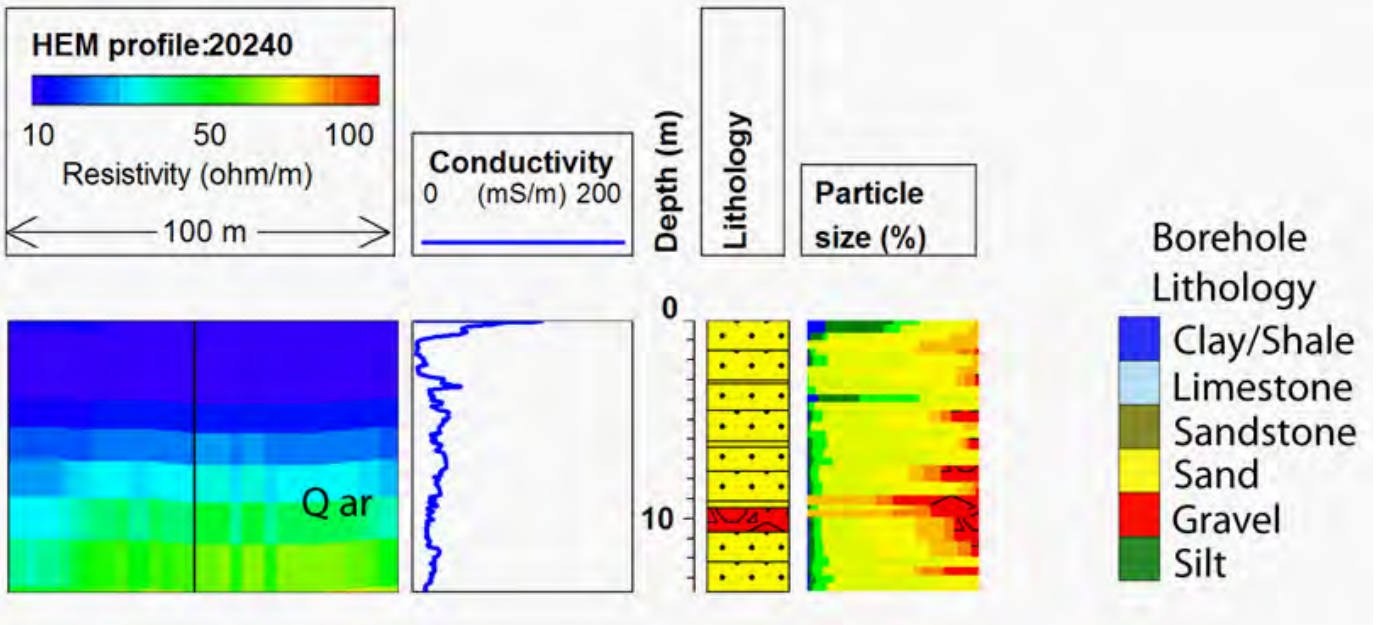 HEM profile:20240
10 50 100
Resistivity (ohm/m)
100 m
Conductivity
0 (mS/m) 200
Depth (m)
Lithology
Particle
size (%)
0
10
Q ar
Borehole
Lithology
Clay/Shale
Limestone
Sandstone
Sand
Gravel
Silt